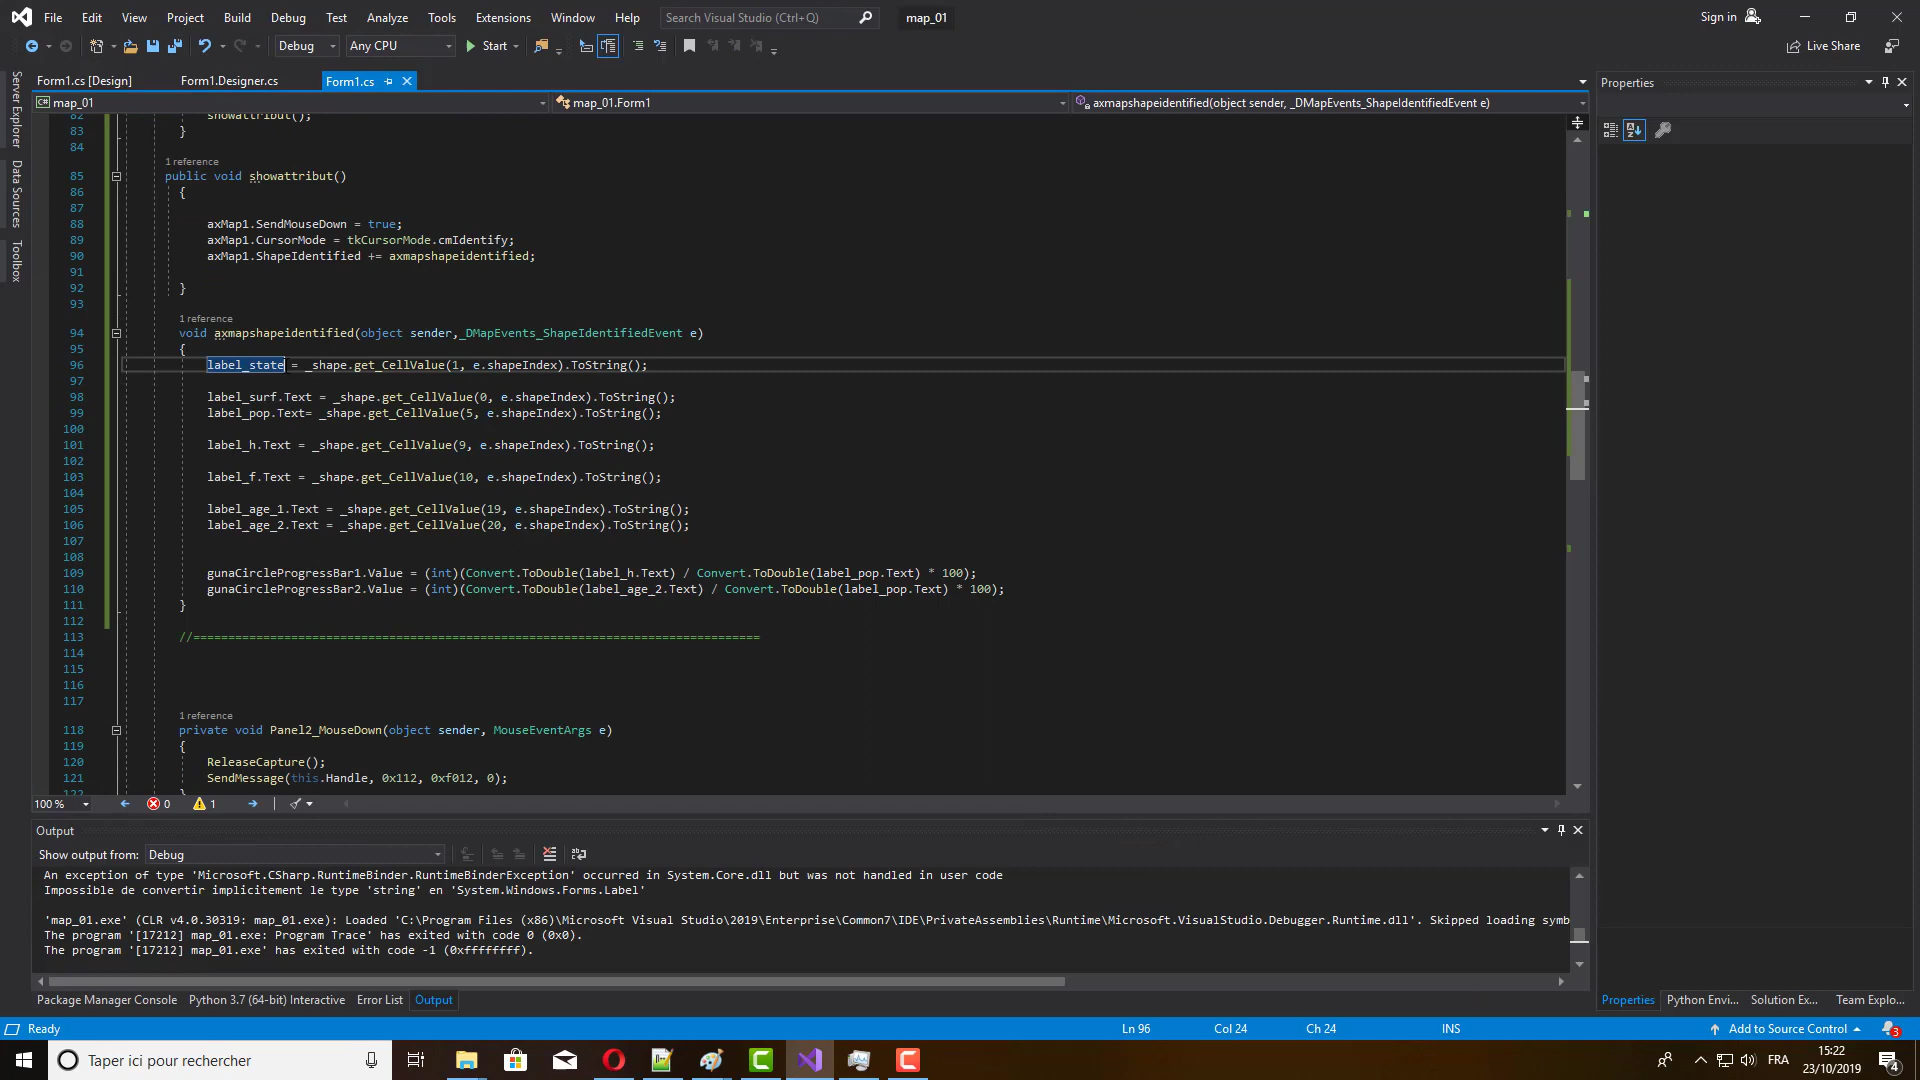 File Edit View Project Build Debug Test Analyze Tools Extensions Window Help Search Visual Studio (Ctrl+Q) map_01 Sign in
Debug Any CPU Start Live Share
Form1.cs [Design] Form1.Designer.cs Form1.cs Properties
map_01 map_01.Form1 axmapshapeidentified(object sender, _DMapEvents_ShapeIdentifiedEvent e)
Server Explorer
Data Sources
Toolbox
82 showattribut();
83 }
84
1 reference
85 public void showattribut()
86 {
87
88 axMap1.SendMouseDown = true;
89 axMap1.CursorMode = tkCursorMode.cmIdentify;
90 axMap1.ShapeIdentified += axmapshapeidentified;
91
92 }
93
1 reference
94 void axmapshapeidentified(object sender,_DMapEvents_ShapeIdentifiedEvent e)
95 {
96 label_state = _shape.get_CellValue(1, e.shapeIndex).ToString();
97
98 label_surf.Text = _shape.get_CellValue(0, e.shapeIndex).ToString();
99 label_pop.Text= _shape.get_CellValue(5, e.shapeIndex).ToString();
100
101 label_h.Text = _shape.get_CellValue(9, e.shapeIndex).ToString();
102
103 label_f.Text = _shape.get_CellValue(10, e.shapeIndex).ToString();
104
105 label_age_1.Text = _shape.get_CellValue(19, e.shapeIndex).ToString();
106 label_age_2.Text = _shape.get_CellValue(20, e.shapeIndex).ToString();
107
108
109 gunaCircleProgressBar1.Value = (int)(Convert.ToDouble(label_h.Text) / Convert.ToDouble(label_pop.Text) * 100);
110 gunaCircleProgressBar2.Value = (int)(Convert.ToDouble(label_age_2.Text) / Convert.ToDouble(label_pop.Text) * 100);
111 }
112
113 //=================================================================================
114
115
116
117
1 reference
118 private void Panel2_MouseDown(object sender, MouseEventArgs e)
119 {
120 ReleaseCapture();
121 SendMessage(this.Handle, 0x112, 0xf012, 0);
122 }
100 % 0 1
Output
Show output from: Debug
An exception of type 'Microsoft.CSharp.RuntimeBinder.RuntimeBinderException' occurred in System.Core.dll but was not handled in user code
Impossible de convertir implicitement le type 'string' en 'System.Windows.Forms.Label'
'map_01.exe' (CLR v4.0.30319: map_01.exe): Loaded 'C:\Program Files (x86)\Microsoft Visual Studio\2019\Enterprise\Common7\IDE\PrivateAssemblies\Runtime\Microsoft.VisualStudio.Debugger.Runtime.dll'. Skipped loading symb
The program '[17212] map_01.exe: Program Trace' has exited with code 0 (0x0).
The program '[17212] map_01.exe' has exited with code -1 (0xffffffff).
Package Manager Console Python 3.7 (64-bit) Interactive Error List Output Properties Python Envi... Solution Ex... Team Explo...
Ready Ln 96 Col 24 Ch 24 INS Add to Source Control 3
Taper ici pour rechercher FRA 15:22
23/10/2019 4